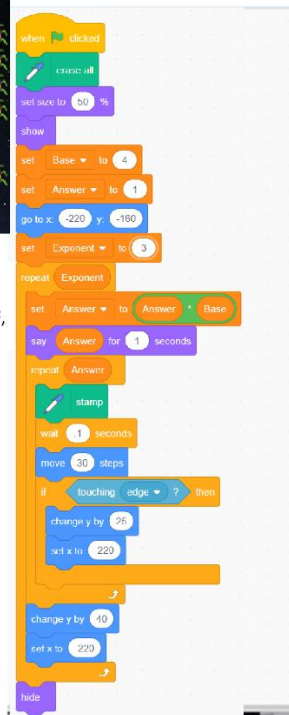 when clicked
erase all
set size to 50 %
show
set Base to 4
set Answer to 1
go to x: -220 y: -160
set Exponent to 3
repeat Exponent
set Answer to Answer * Base
say Answer for 1 seconds
repeat Answer
stamp
wait .1 seconds
move 30 steps
if touching edge ? then
change y by 25
set x to 220
change y by 40
set x to 220
hide